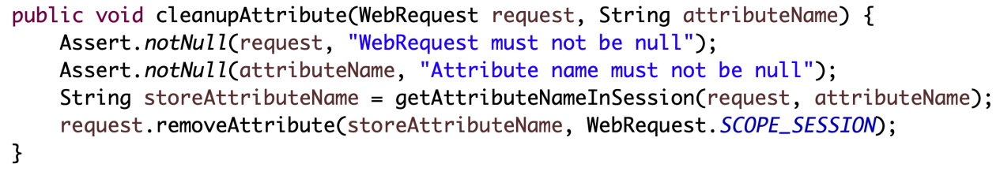 public void cleanupAttribute(WebRequest request, String attributeName) {
    Assert.notNull(request, "WebRequest must not be null");
    Assert.notNull(attributeName, "Attribute name must not be null");
    String storeAttributeName = getAttributeNameInSession(request, attributeName);
    request.removeAttribute(storeAttributeName, WebRequest.SCOPE_SESSION);
}